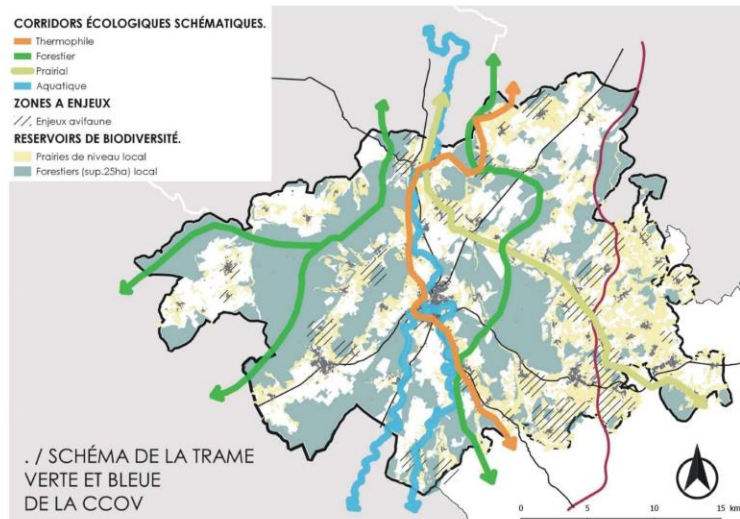 CORRIDORS ÉCOLOGIQUES SCHÉMATIQUES.
Thermophile
Forestier
Prairial
Aquatique
ZONES A ENJEUX
Enjeux avifaune
RESERVOIRS DE BIODIVERSITÉ.
Prairies de niveau local
Forestiers (sup.25ha) local
. / SCHÉMA DE LA TRAME
VERTE ET BLEUE
DE LA CCOV
0 5 10 15 km